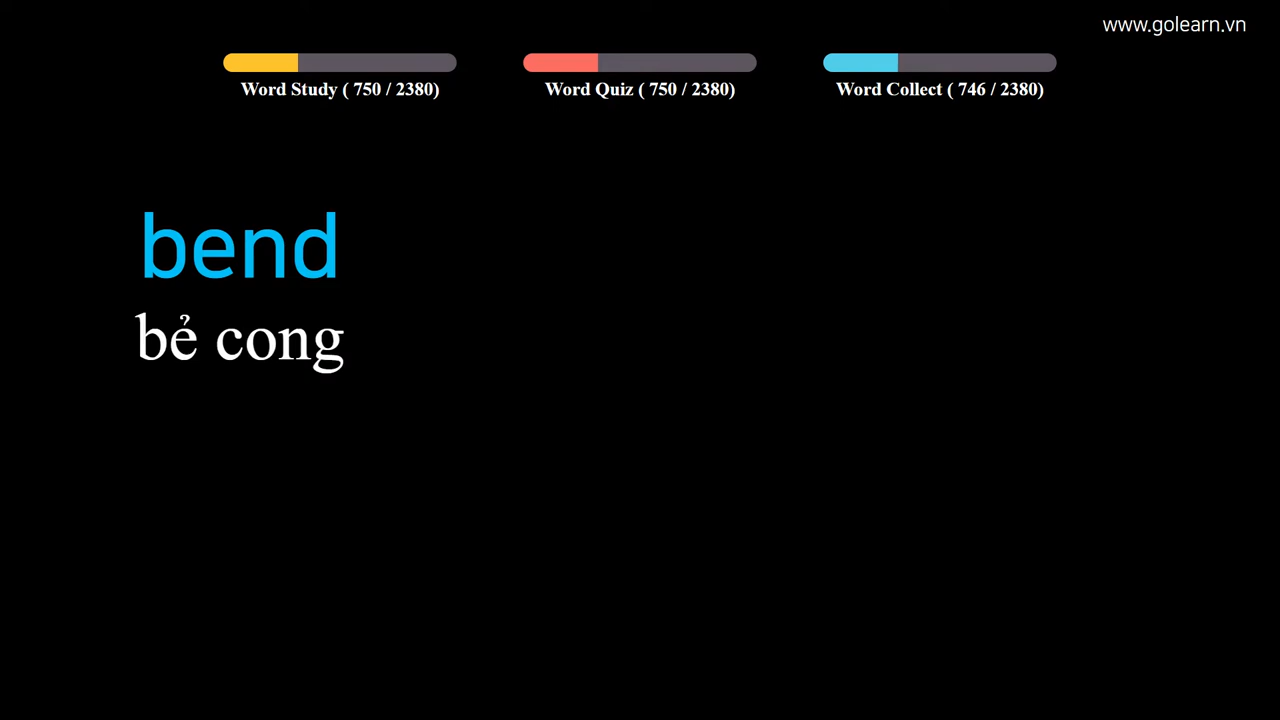 www.golearn.vn
Word Study ( 750 / 2380)
Word Quiz ( 750 / 2380)
Word Collect ( 746 / 2380)
bend
bẻ cong